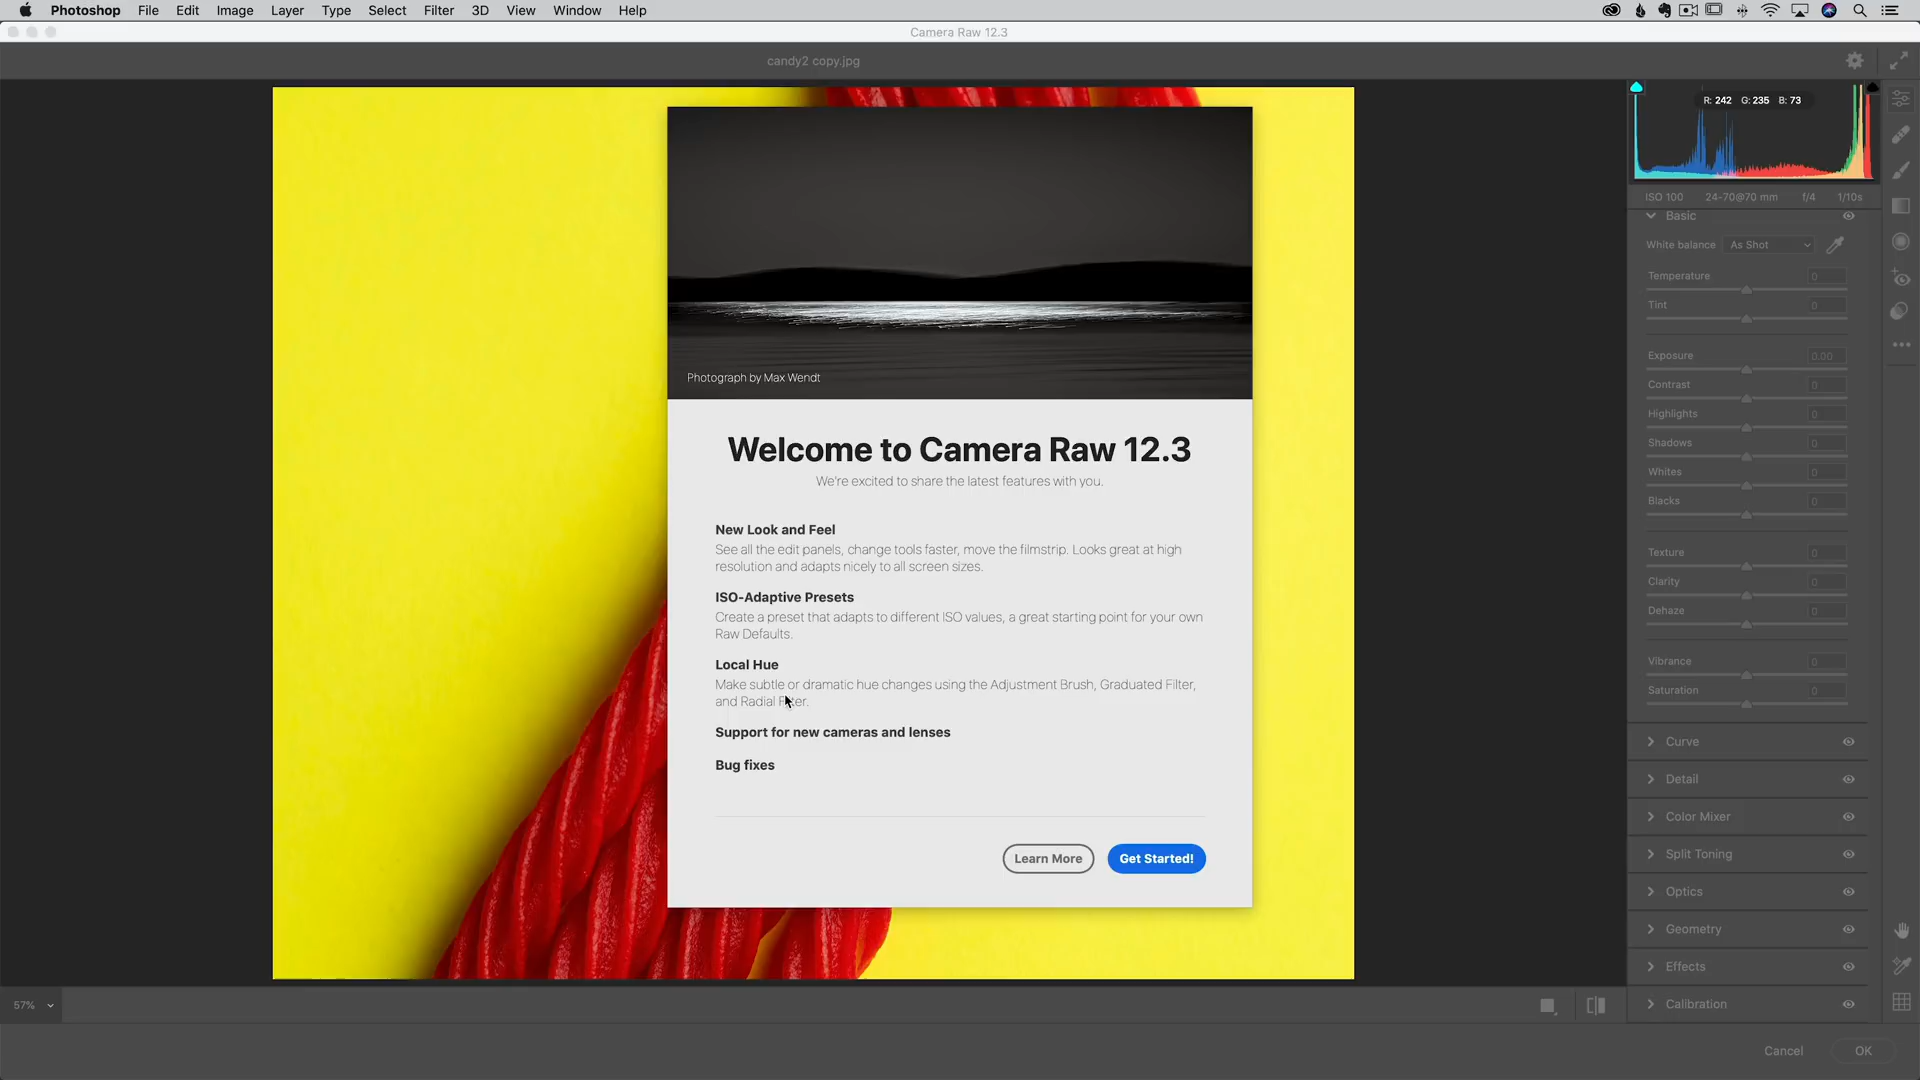 Photoshop File Edit Image Layer Type Select Filter 3D View Window Help
Camera Raw 12.3
candy2 copy.jpg
R: 242 G: 235 B: 73
ISO 100 24-70@70 mm f/4 1/10s
Basic
White balance As Shot
Temperature 0
Tint 0
Exposure 0.00
Contrast 0
Highlights 0
Shadows 0
Whites 0
Blacks 0
Texture 0
Clarity 0
Dehaze 0
Vibrance 0
Saturation 0
Curve
Detail
Color Mixer
Split Toning
Optics
Geometry
Effects
Calibration
Photograph by Max Wendt
Welcome to Camera Raw 12.3
We're excited to share the latest features with you.
New Look and Feel
See all the edit panels, change tools faster, move the filmstrip. Looks great at high
resolution and adapts nicely to all screen sizes.
ISO-Adaptive Presets
Create a preset that adapts to different ISO values, a great starting point for your own
Raw Defaults.
Local Hue
Make subtle or dramatic hue changes using the Adjustment Brush, Graduated Filter,
and Radial Filter.
Support for new cameras and lenses
Bug fixes
Learn More Get Started!
57%
Cancel OK